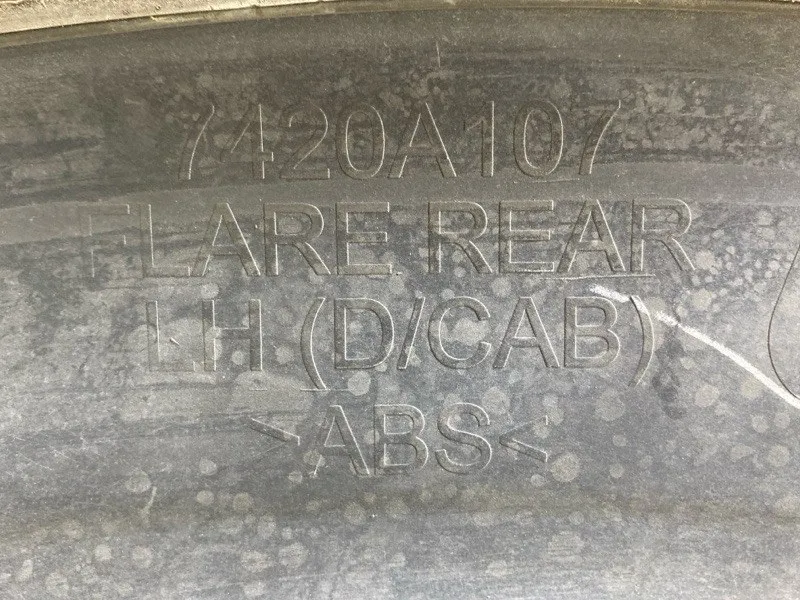 7420A107
FLARE REAR
LH (D/CAB)
>ABS<